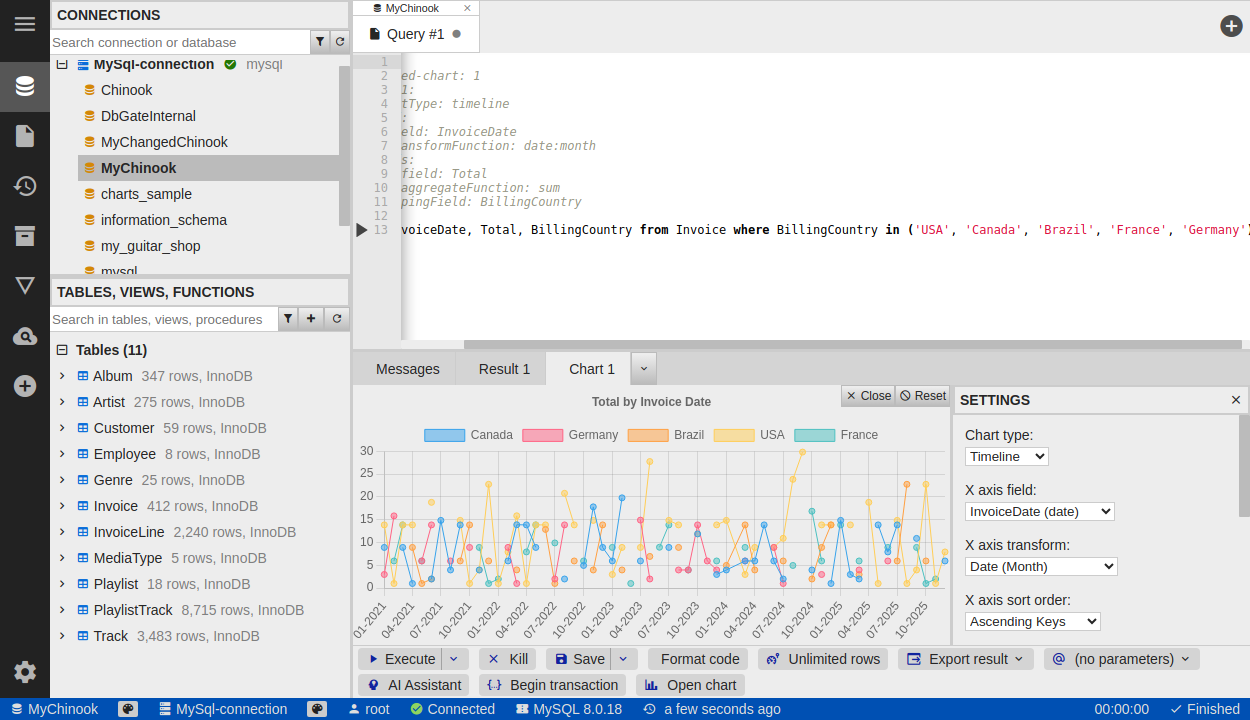 CONNECTIONS
Search connection or database
MySql-connection mysql
Chinook
DbGateInternal
MyChangedChinook
MyChinook
charts_sample
information_schema
my_guitar_shop
mysql
TABLES, VIEWS, FUNCTIONS
Search in tables, views, procedures
Tables (11)
Album 347 rows, InnoDB
Artist 275 rows, InnoDB
Customer 59 rows, InnoDB
Employee 8 rows, InnoDB
Genre 25 rows, InnoDB
Invoice 412 rows, InnoDB
InvoiceLine 2,240 rows, InnoDB
MediaType 5 rows, InnoDB
Playlist 18 rows, InnoDB
PlaylistTrack 8,715 rows, InnoDB
Track 3,483 rows, InnoDB
MyChinook ×
Query #1
1
2 ed-chart: 1
3 1:
4 tType: timeline
5 :
6 eld: InvoiceDate
7 ansformFunction: date:month
8 s:
9 field: Total
10 aggregateFunction: sum
11 pingField: BillingCountry
12
13 voiceDate, Total, BillingCountry from Invoice where BillingCountry in ('USA', 'Canada', 'Brazil', 'France', 'Germany')
Messages Result 1 Chart 1
Total by Invoice Date
× Close Reset
Canada Germany Brazil USA France
30
25
20
15
10
5
0
01-2021 04-2021 07-2021 10-2021 01-2022 04-2022 07-2022 10-2022 01-2023 04-2023 07-2023 10-2023 01-2024 04-2024 07-2024 10-2024 01-2025 04-2025 07-2025 10-2025
SETTINGS ×
Chart type:
Timeline
X axis field:
InvoiceDate (date)
X axis transform:
Date (Month)
X axis sort order:
Ascending Keys
Execute Kill Save Format code Unlimited rows Export result (no parameters)
AI Assistant Begin transaction Open chart
MyChinook MySql-connection root Connected MySQL 8.0.18 a few seconds ago 00:00:00 Finished